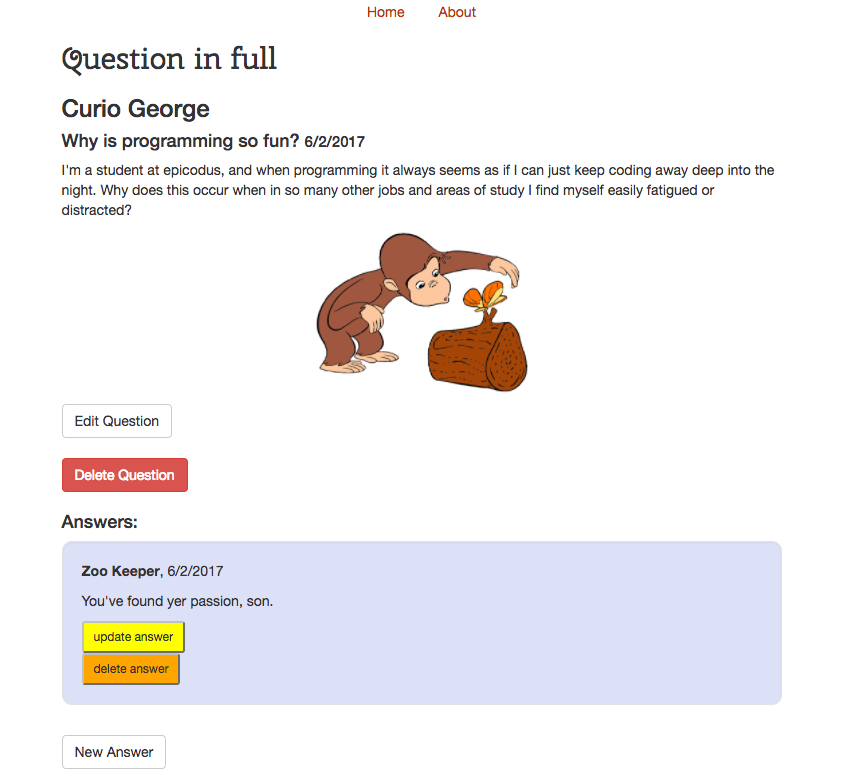 Home About
Question in full
Curio George
Why is programming so fun? 6/2/2017
I'm a student at epicodus, and when programming it always seems as if I can just keep coding away deep into the
night. Why does this occur when in so many other jobs and areas of study I find myself easily fatigued or
distracted?
Edit Question
Delete Question
Answers:
Zoo Keeper, 6/2/2017
You've found yer passion, son.
update answer
delete answer
New Answer